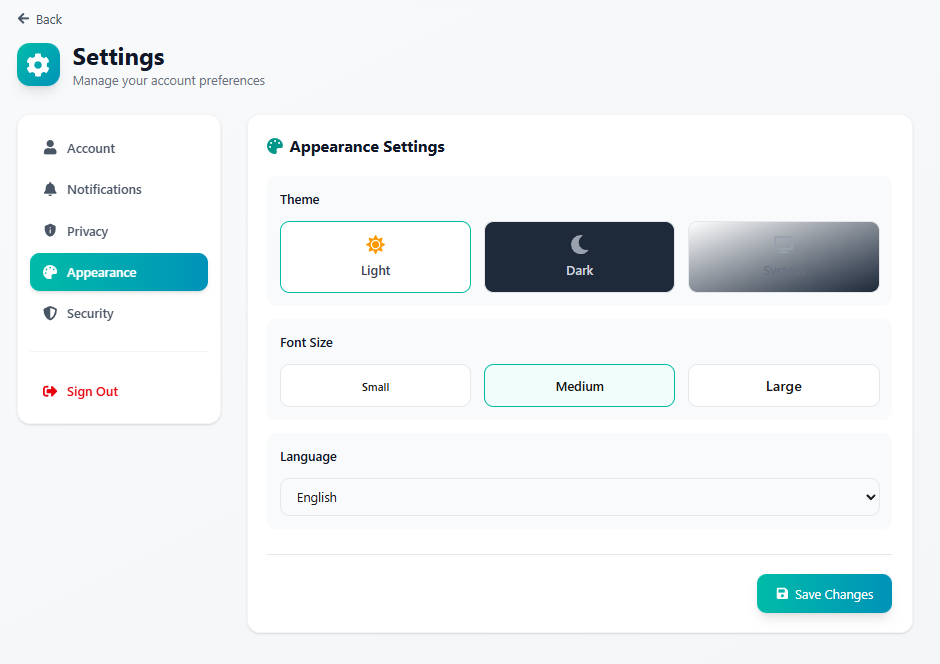 Back
Settings
Manage your account preferences
Account
Notifications
Privacy
Appearance
Security
Sign Out
Appearance Settings
Theme
Light
Dark
System
Font Size
Small
Medium
Large
Language
English
Save Changes